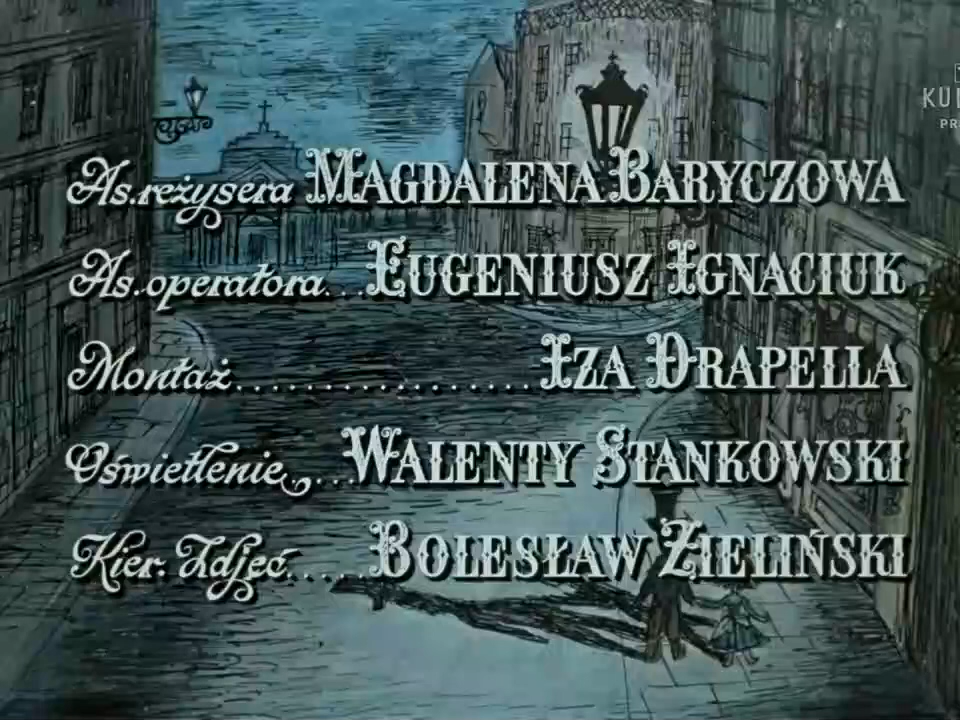 As. reżysera MAGDALENA BARYCZOWA
As. operatora... EUGENIUSZ IGNACIUK
Montaż.................. IZA DRAPELLA
Oświetlenie.... WALENTY STANKOWSKI
Kier. Zdjęć..... BOLESŁAW ZIELIŃSKI